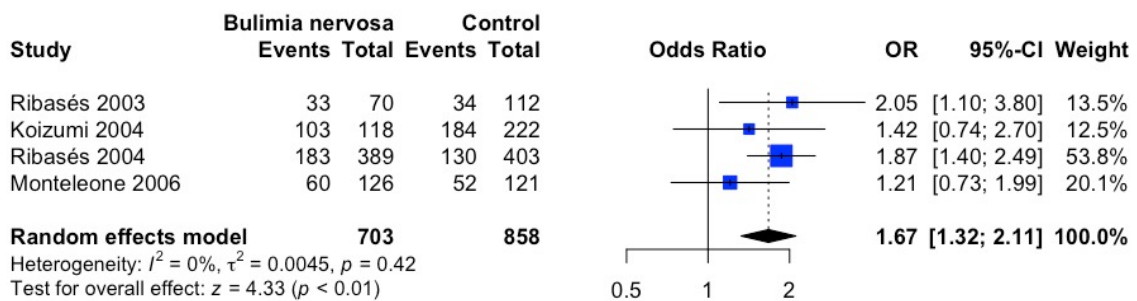 Bulimia nervosa Control
Study Events Total Events Total Odds Ratio OR 95%-CI Weight
Ribasés 2003 33 70 34 112 2.05 [1.10; 3.80] 13.5%
Koizumi 2004 103 118 184 222 1.42 [0.74; 2.70] 12.5%
Ribasés 2004 183 389 130 403 1.87 [1.40; 2.49] 53.8%
Monteleone 2006 60 126 52 121 1.21 [0.73; 1.99] 20.1%
Random effects model 703 858 1.67 [1.32; 2.11] 100.0%
Heterogeneity: I² = 0%, τ² = 0.0045, p = 0.42
Test for overall effect: z = 4.33 (p < 0.01)
0.5 1 2